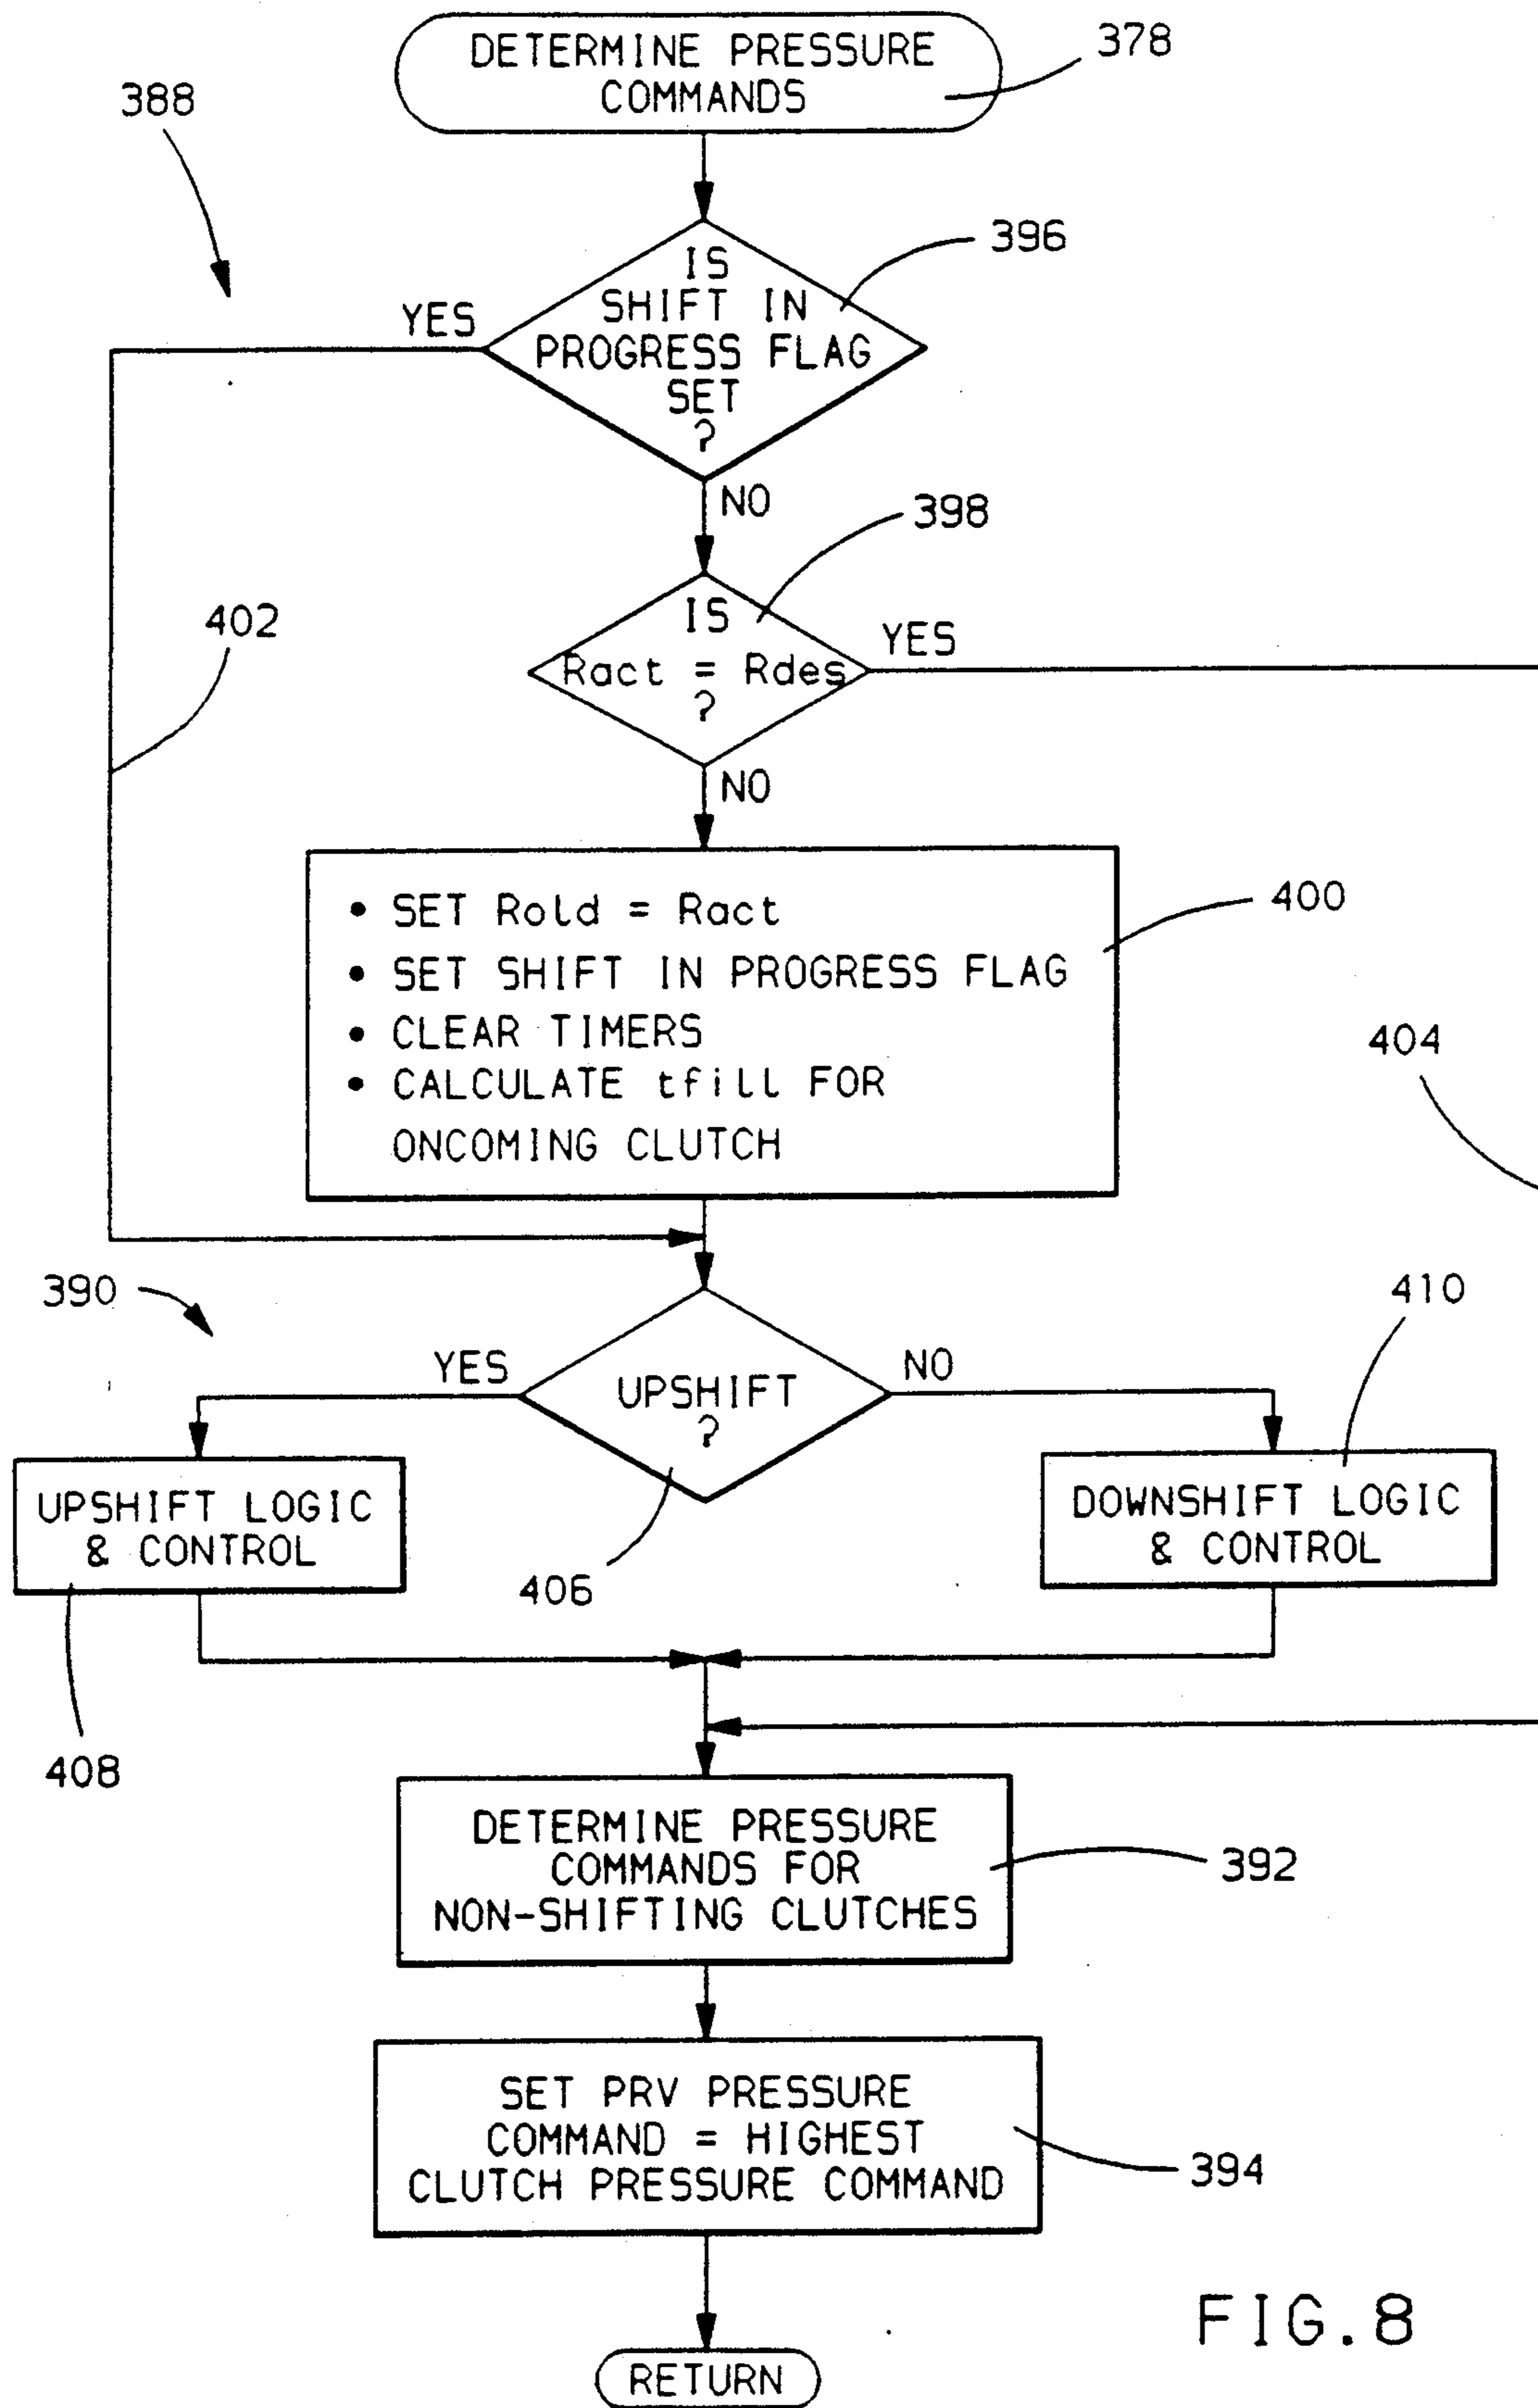 DETERMINE PRESSURE
COMMANDS
378
388
396
IS
SHIFT IN
PROGRESS FLAG
SET
?
YES
NO
398
402
IS
Ract = Rdes
?
YES
NO
400
• SET Rold = Ract
• SET SHIFT IN PROGRESS FLAG
• CLEAR TIMERS
• CALCULATE tfill FOR
ONCOMING CLUTCH
404
390
410
YES
UPSHIFT
?
NO
UPSHIFT LOGIC
& CONTROL
406
DOWNSHIFT LOGIC
& CONTROL
408
DETERMINE PRESSURE
COMMANDS FOR
NON-SHIFTING CLUTCHES
392
SET PRV PRESSURE
COMMAND = HIGHEST
CLUTCH PRESSURE COMMAND
394
RETURN
FIG.8